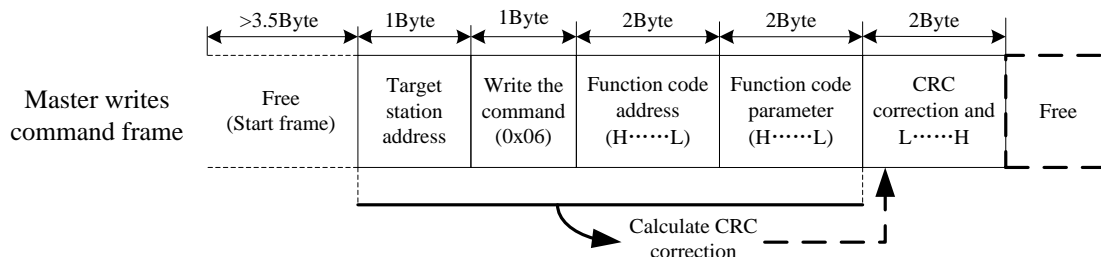 >3.5Byte
1Byte
1Byte
2Byte
2Byte
2Byte
Master writes
command frame
Free
(Start frame)
Target
station
address
Write the
command
(0x06)
Function code
address
(H······L)
Function code
parameter
(H······L)
CRC
correction and
L······H
Free
Calculate CRC
correction